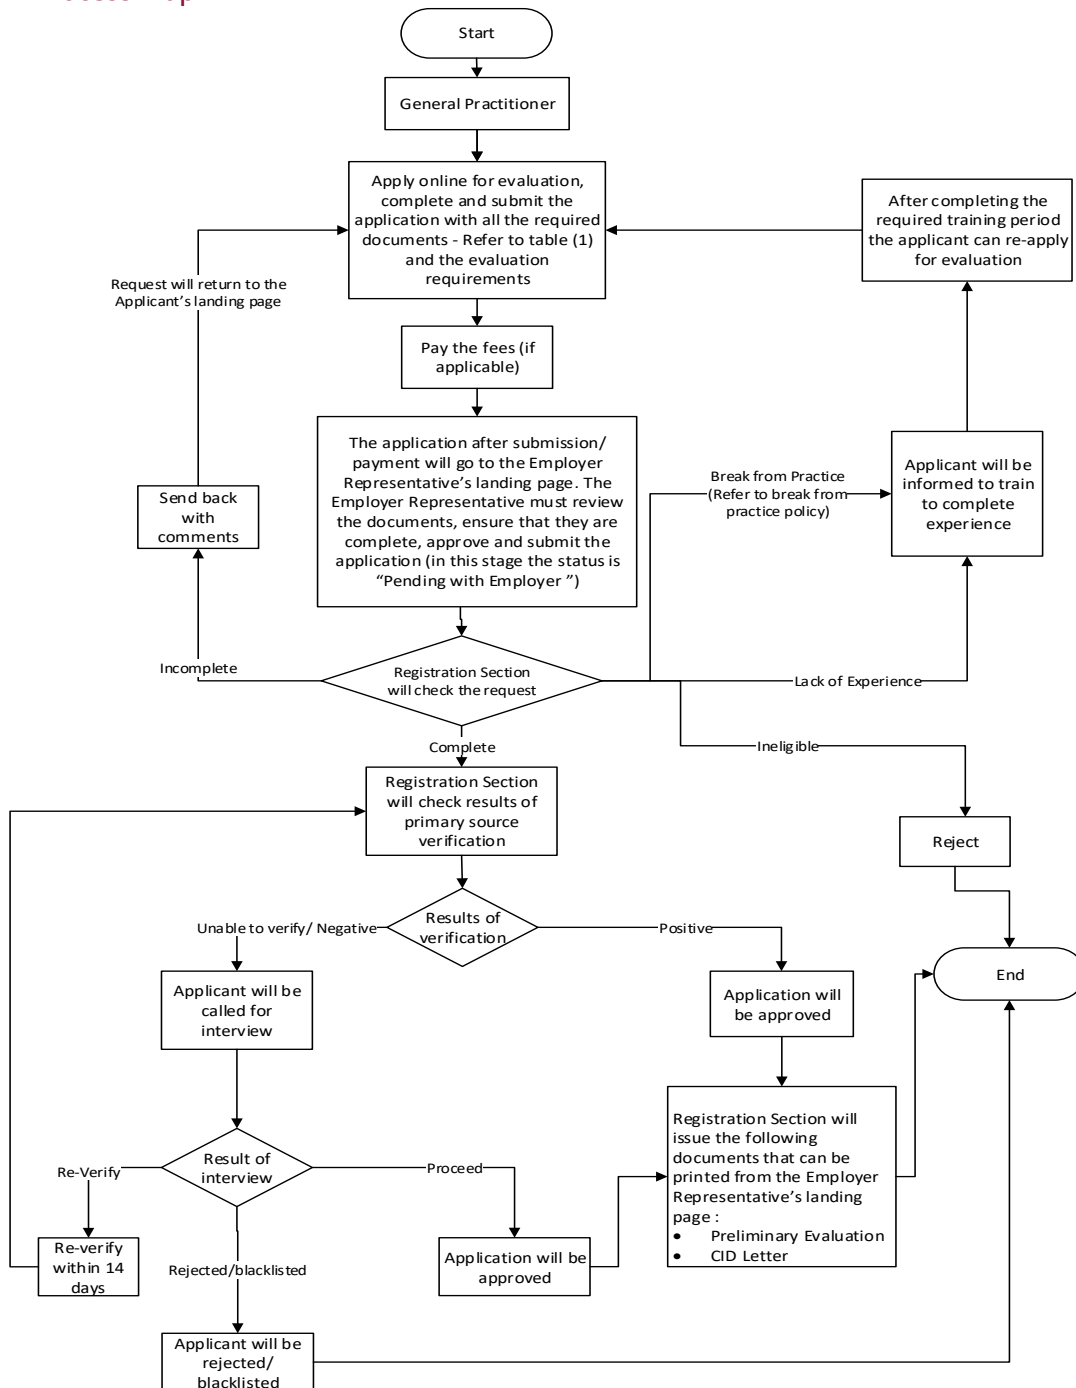 Start
General Practitioner
Apply online for evaluation,
complete and submit the
application with all the required
documents - Refer to table (1)
and the evaluation
requirements
After completing the
required training period
the applicant can re-apply
for evaluation
Request will return to the
Applicant’s landing page
Pay the fees (if
applicable)
The application after submission/
payment will go to the Employer
Representative’s landing page. The
Employer Representative must review
the documents, ensure that they are
complete, approve and submit the
application (in this stage the status is
“Pending with Employer ”)
Send back
with
comments
Break from Practice
(Refer to break from
practice policy)
Applicant will be
informed to train
to complete
experience
Incomplete
Registration Section
will check the request
Lack of Experience
Complete
Ineligible
Registration Section
will check results of
primary source
verification
Reject
Unable to verify/ Negative
Results of
verification
Positive
Applicant will be
called for
interview
Application will
be approved
End
Re-Verify
Result of
interview
Proceed
Registration Section will
issue the following
documents that can be
printed from the Employer
Representative’s landing
page :
• Preliminary Evaluation
• CID Letter
Re-verify
within 14
days
Rejected/blacklisted
Application will be
approved
Applicant will be
rejected/
blacklisted